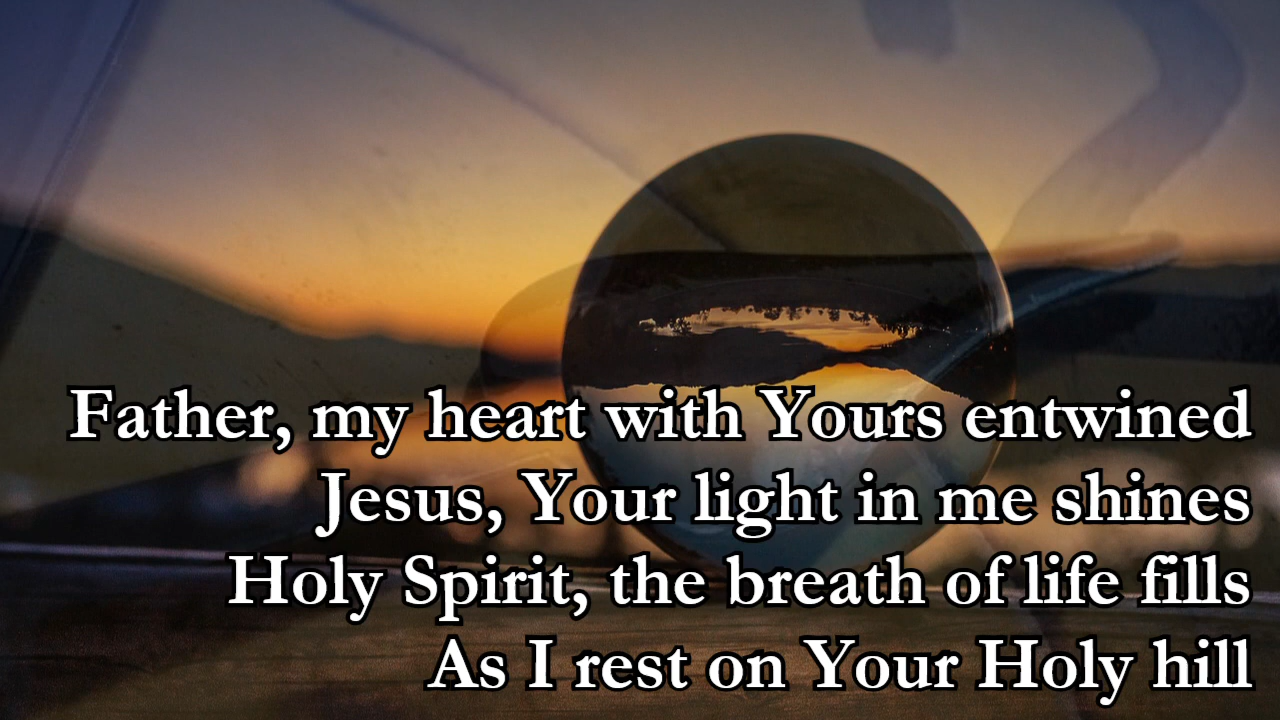 Father, my heart with Yours entwined
Jesus, Your light in me shines
Holy Spirit, the breath of life fills
As I rest on Your Holy hill